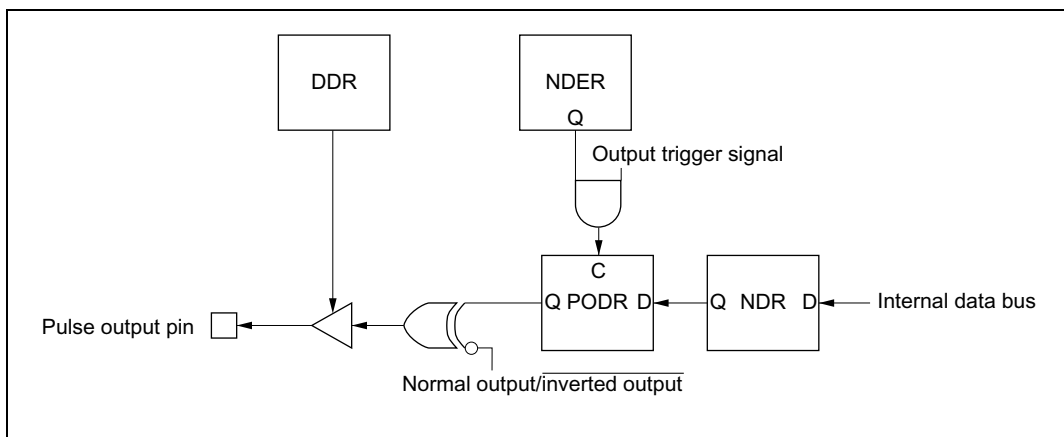 DDR
NDER
Q
Output trigger signal
C
Q PODR D
Q NDR D
Internal data bus
Pulse output pin
Normal output/inverted output